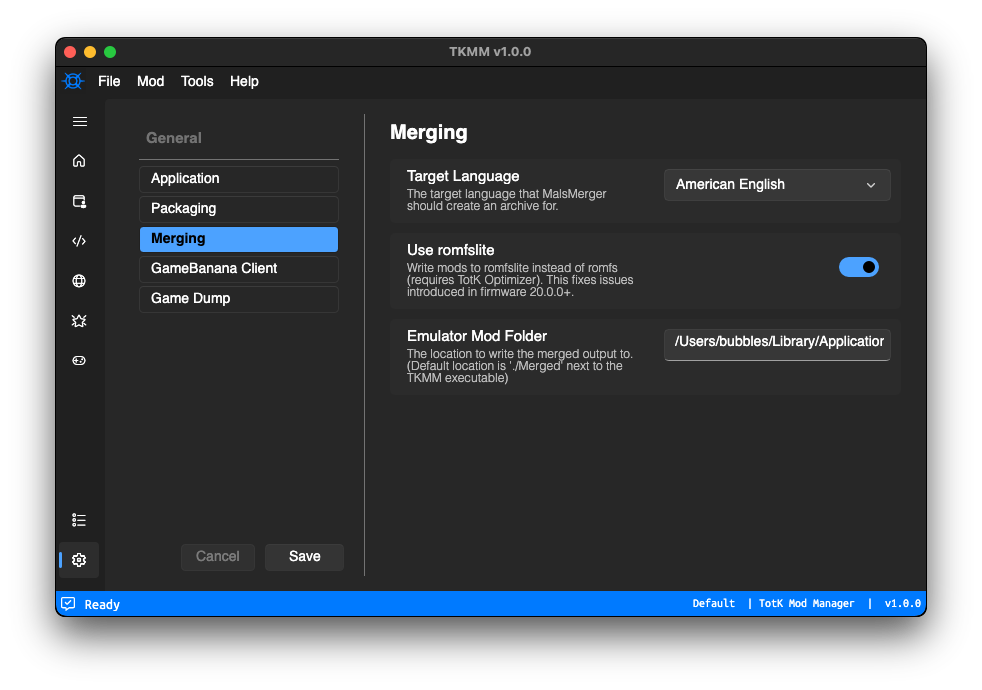 TKMM v1.0.0
File Mod Tools Help
General
Application
Packaging
Merging
GameBanana Client
Game Dump
Cancel Save
Merging
Target Language
The target language that MalsMerger
should create an archive for.
American English
Use romfslite
Write mods to romfslite instead of romfs
(requires TotK Optimizer). This fixes issues
introduced in firmware 20.0.0+.
Emulator Mod Folder
The location to write the merged output to.
(Default location is './Merged' next to the
TKMM executable)
/Users/bubbles/Library/Application
Ready
Default | TotK Mod Manager | v1.0.0